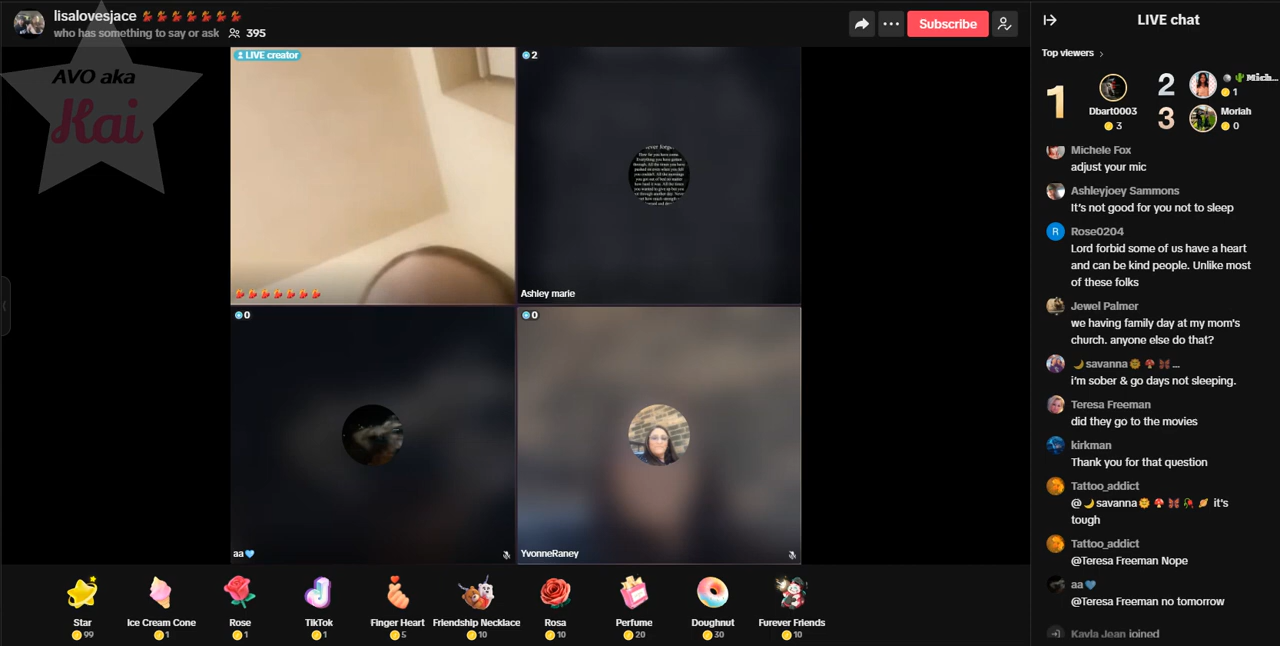 lisalovesjace 💃💃💃💃💃💃💃
who has something to say or ask 395
Subscribe
AVO aka
Kai
LIVE creator
💃💃💃💃💃💃💃
2
Ashley marie
0
aa💙
0
YvonneRaney
Star
99
Ice Cream Cone
1
Rose
1
TikTok
1
Finger Heart
5
Friendship Necklace
10
Rosa
10
Perfume
20
Doughnut
30
Furever Friends
10
LIVE chat
Top viewers >
1
Dbart0003
3
2
🌵 Mich...
1
3
Moriah
0
Michele Fox
adjust your mic
Ashleyjoey Sammons
It's not good for you not to sleep
R
Rose0204
Lord forbid some of us have a heart
and can be kind people. Unlike most
of these folks
Jewel Palmer
we having family day at my mom's
church. anyone else do that?
🌙savanna🌞🍄🦋...
i'm sober & go days not sleeping.
Teresa Freeman
did they go to the movies
kirkman
Thank you for that question
Tattoo_addict
@🌙savanna🌞🍄🦋🥀🪐 it's
tough
Tattoo_addict
@Teresa Freeman Nope
aa💙
@Teresa Freeman no tomorrow
Kayla Jean joined